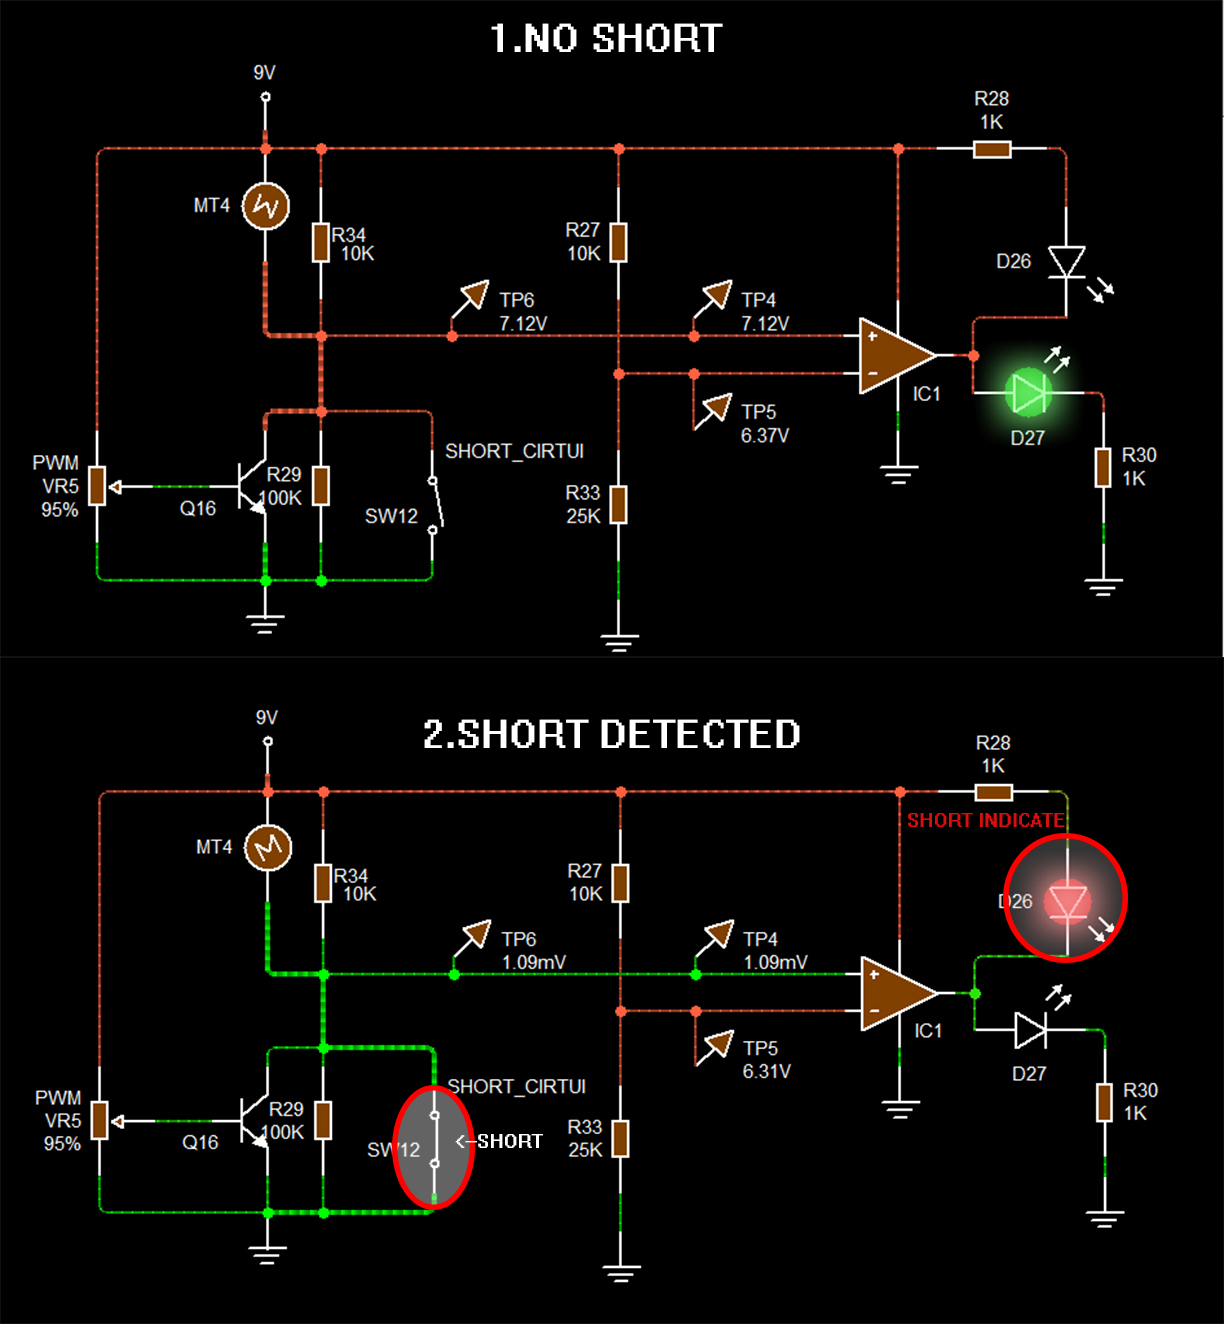 1.NO SHORT
9V
R28
1K
MT4
R34
10K
R27
10K
D26
TP6
7.12V
TP4
7.12V
+
-
IC1
TP5
6.37V
D27
SHORT_CIRTUI
PWM
VR5
95%
Q16
R29
100K
SW12
R33
25K
R30
1K
2.SHORT DETECTED
9V
R28
1K
SHORT INDICATE
MT4
R34
10K
R27
10K
D26
TP6
1.09mV
TP4
1.09mV
+
-
IC1
TP5
6.31V
D27
SHORT_CIRTUI
PWM
VR5
95%
Q16
R29
100K
SW12
<-SHORT
R33
25K
R30
1K